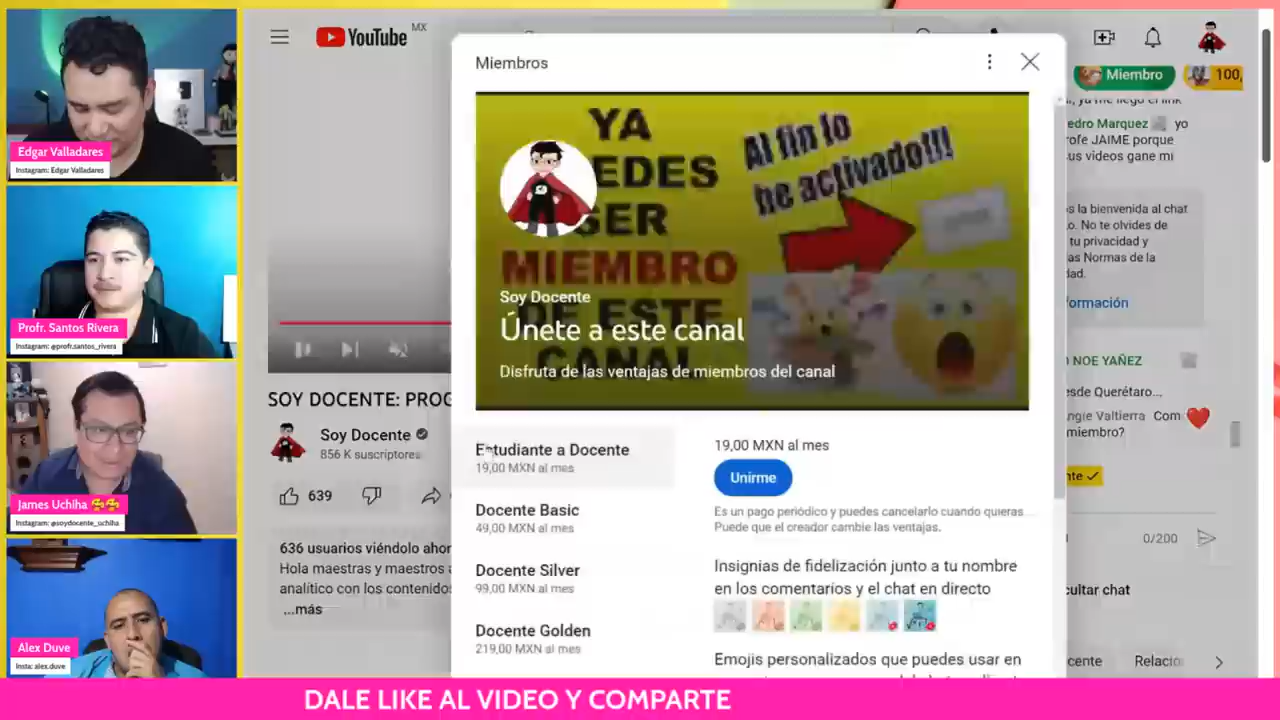 Edgar Valladares
Instagram: Edgar Valladares
Profr. Santos Rivera
Instagram: @profr.santos_rivera
James Uchiha 🥰🥰
Instagram: @soydocente_uchiha
Alex Duve
Insta: alex.duve
YouTube MX
SOY DOCENTE: PROG
Soy Docente
856 K suscriptores
639
636 usuarios viéndolo ahor
Hola maestras y maestros
analítico con los contenidos
...más
Miembros
YA
EDES
SER
MIEMBRO
DE ESTE
CANAL
Al fin lo
he activado!!!
Soy Docente
Únete a este canal
Disfruta de las ventajas de miembros del canal
Estudiante a Docente
19,00 MXN al mes
Docente Basic
49,00 MXN al mes
Docente Silver
99,00 MXN al mes
Docente Golden
219,00 MXN al mes
19,00 MXN al mes
Unirme
Es un pago periódico y puedes cancelarlo cuando quieras.
Puede que el creador cambie las ventajas.
Insignias de fidelización junto a tu nombre
en los comentarios y el chat en directo
Emojis personalizados que puedes usar en
Miembro
100,
, ya me llegó el link
edro Marquez yo
rofe JAIME porque
sus videos gane mi
s la bienvenida al chat
o. No te olvides de
tu privacidad y
as Normas de la
dad.
formación
O NOE YAÑEZ
esde Querétaro...
ngie Valtierra Com
miembro?
nte
0/200
cultar chat
cente
Relacio
DALE LIKE AL VIDEO Y COMPARTE